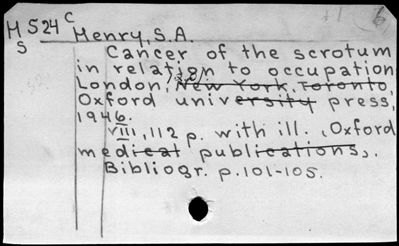 H 524 C
S Henry, S.A.
Cancer of the scrotum
in relation to occupation
London, New York, Toronto,
Oxford university press,
1946.
viii, 112 p. with ill. (Oxford
medical publications).
Bibliogr. p.101-105.